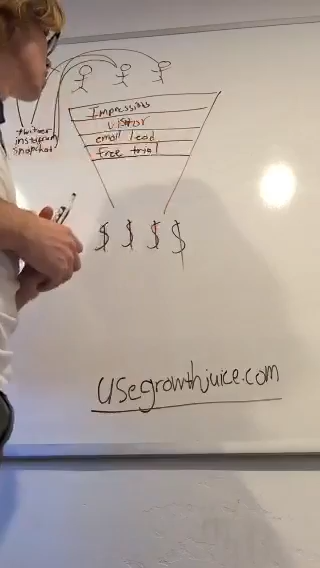 twitter
instagram
snapchat
Impressions
visitor
email lead
free trial
$ $ $ $
usegrowthjuice.com